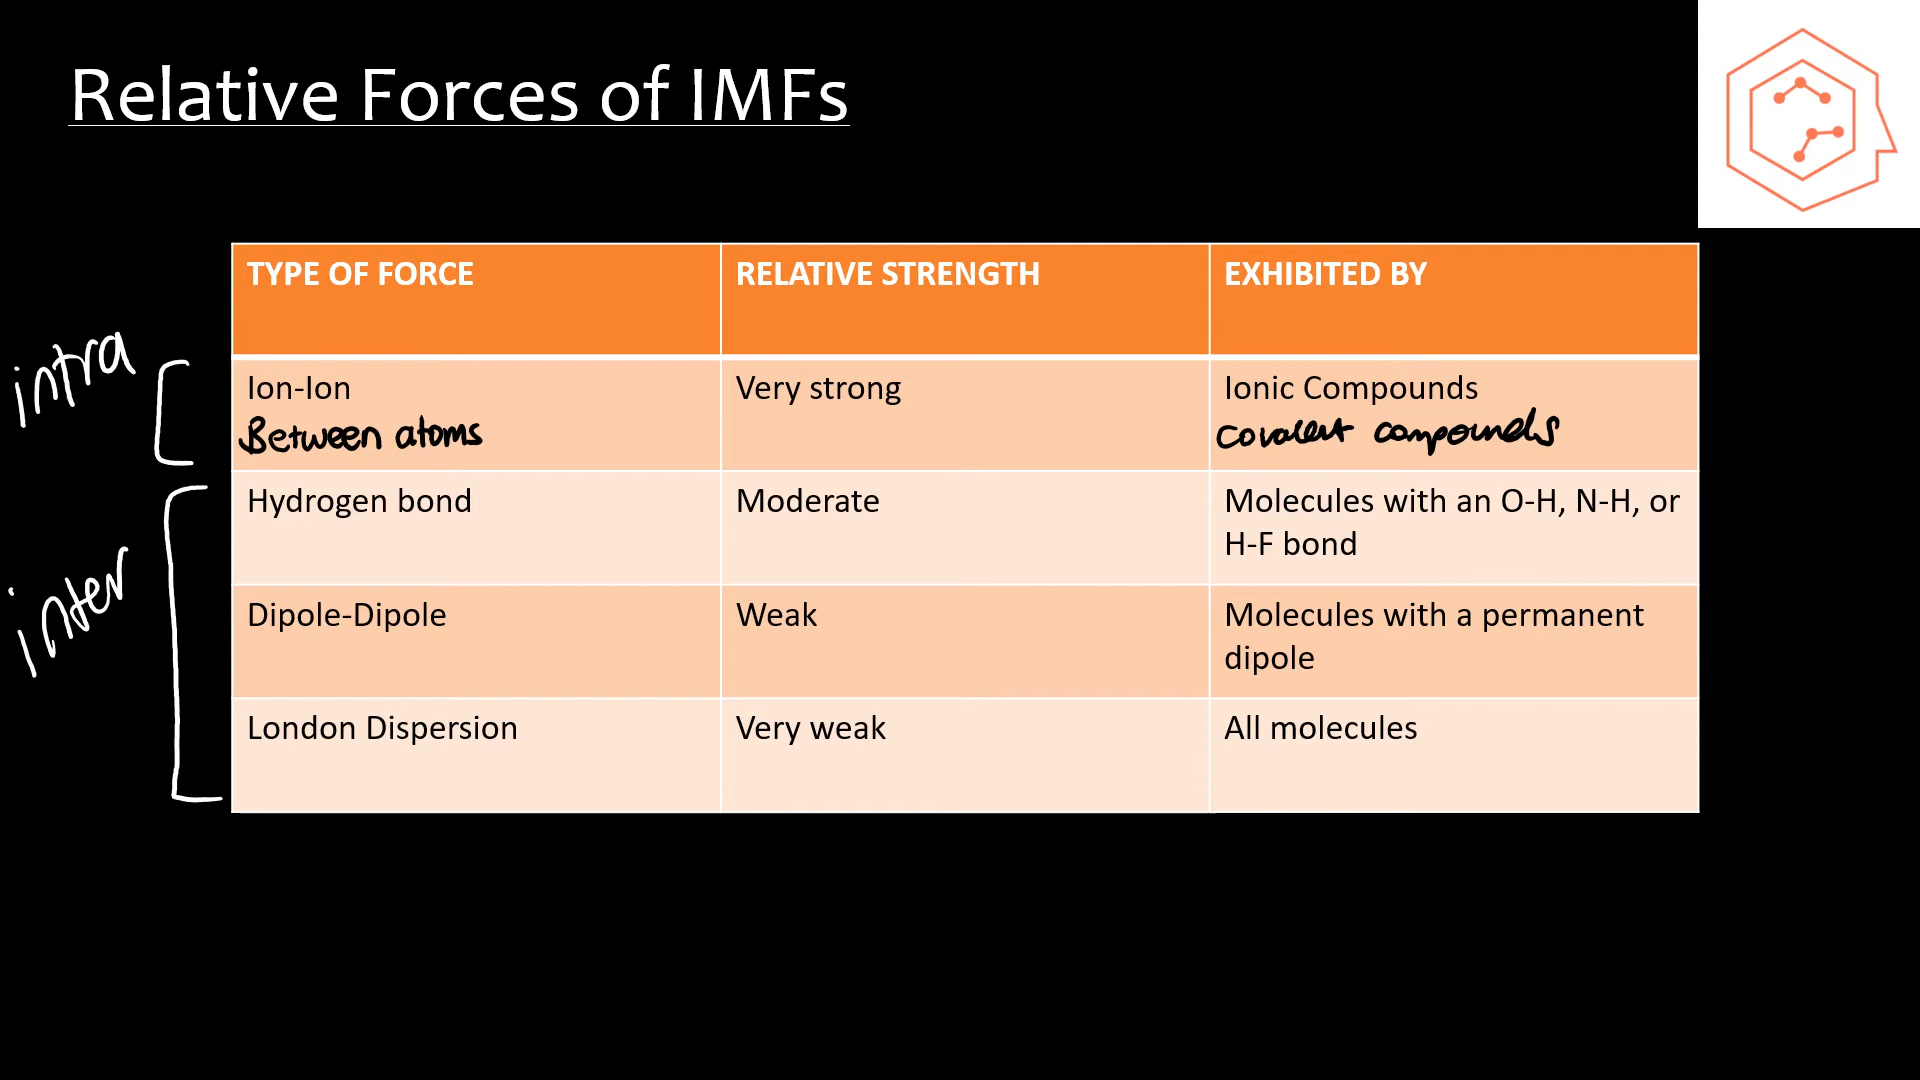 Relative Forces of IMFs
TYPE OF FORCE
RELATIVE STRENGTH
EXHIBITED BY
intra
Ion-Ion
Between atoms
Very strong
Ionic Compounds
covalent compounds
inter
Hydrogen bond
Moderate
Molecules with an O-H, N-H, or
H-F bond
Dipole-Dipole
Weak
Molecules with a permanent
dipole
London Dispersion
Very weak
All molecules